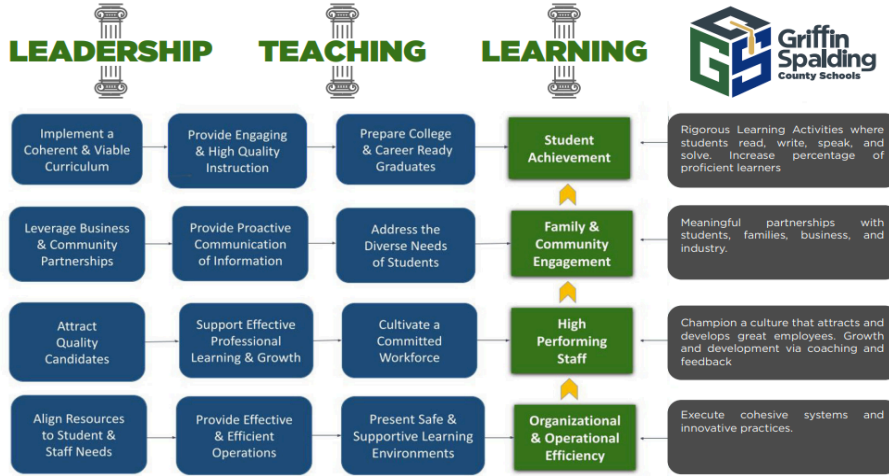 LEADERSHIP
TEACHING
LEARNING
Griffin
Spalding
County Schools
Implement a
Coherent & Viable
Curriculum
Provide Engaging
& High Quality
Instruction
Prepare College
& Career Ready
Graduates
Student
Achievement
Rigorous Learning Activities where
students read, write, speak, and
solve. Increase percentage of
proficient learners
Leverage Business
& Community
Partnerships
Provide Proactive
Communication
of Information
Address the
Diverse Needs
of Students
Family &
Community
Engagement
Meaningful partnerships with
students, families, business, and
industry.
Attract
Quality
Candidates
Support Effective
Professional
Learning & Growth
Cultivate a
Committed
Workforce
High
Performing
Staff
Champion a culture that attracts and
develops great employees. Growth
and development via coaching and
feedback
Align Resources
to Student &
Staff Needs
Provide Effective
& Efficient
Operations
Present Safe &
Supportive Learning
Environments
Organizational
& Operational
Efficiency
Execute cohesive systems and
innovative practices.